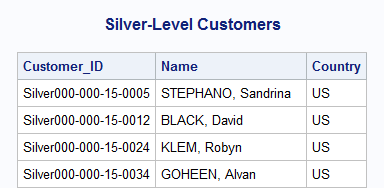 Silver-Level Customers
Customer_ID Name Country
Silver000-000-15-0005 STEPHANO, Sandrina US
Silver000-000-15-0012 BLACK, David US
Silver000-000-15-0024 KLEM, Robyn US
Silver000-000-15-0034 GOHEEN, Alvan US